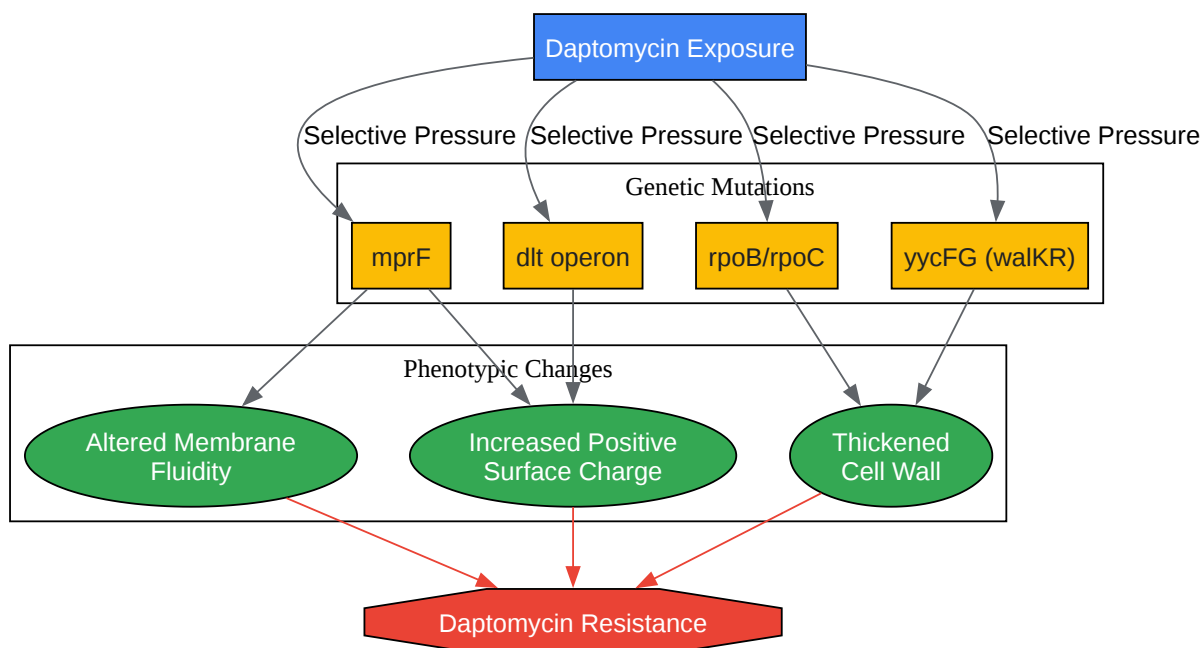 Daptomycin Exposure
Selective Pressure
Selective Pressure
Selective Pressure
Selective Pressure
Genetic Mutations
mprF
dlt operon
rpoB/rpoC
yycFG (walKR)
Phenotypic Changes
Altered Membrane
Fluidity
Increased Positive
Surface Charge
Thickened
Cell Wall
Daptomycin Resistance